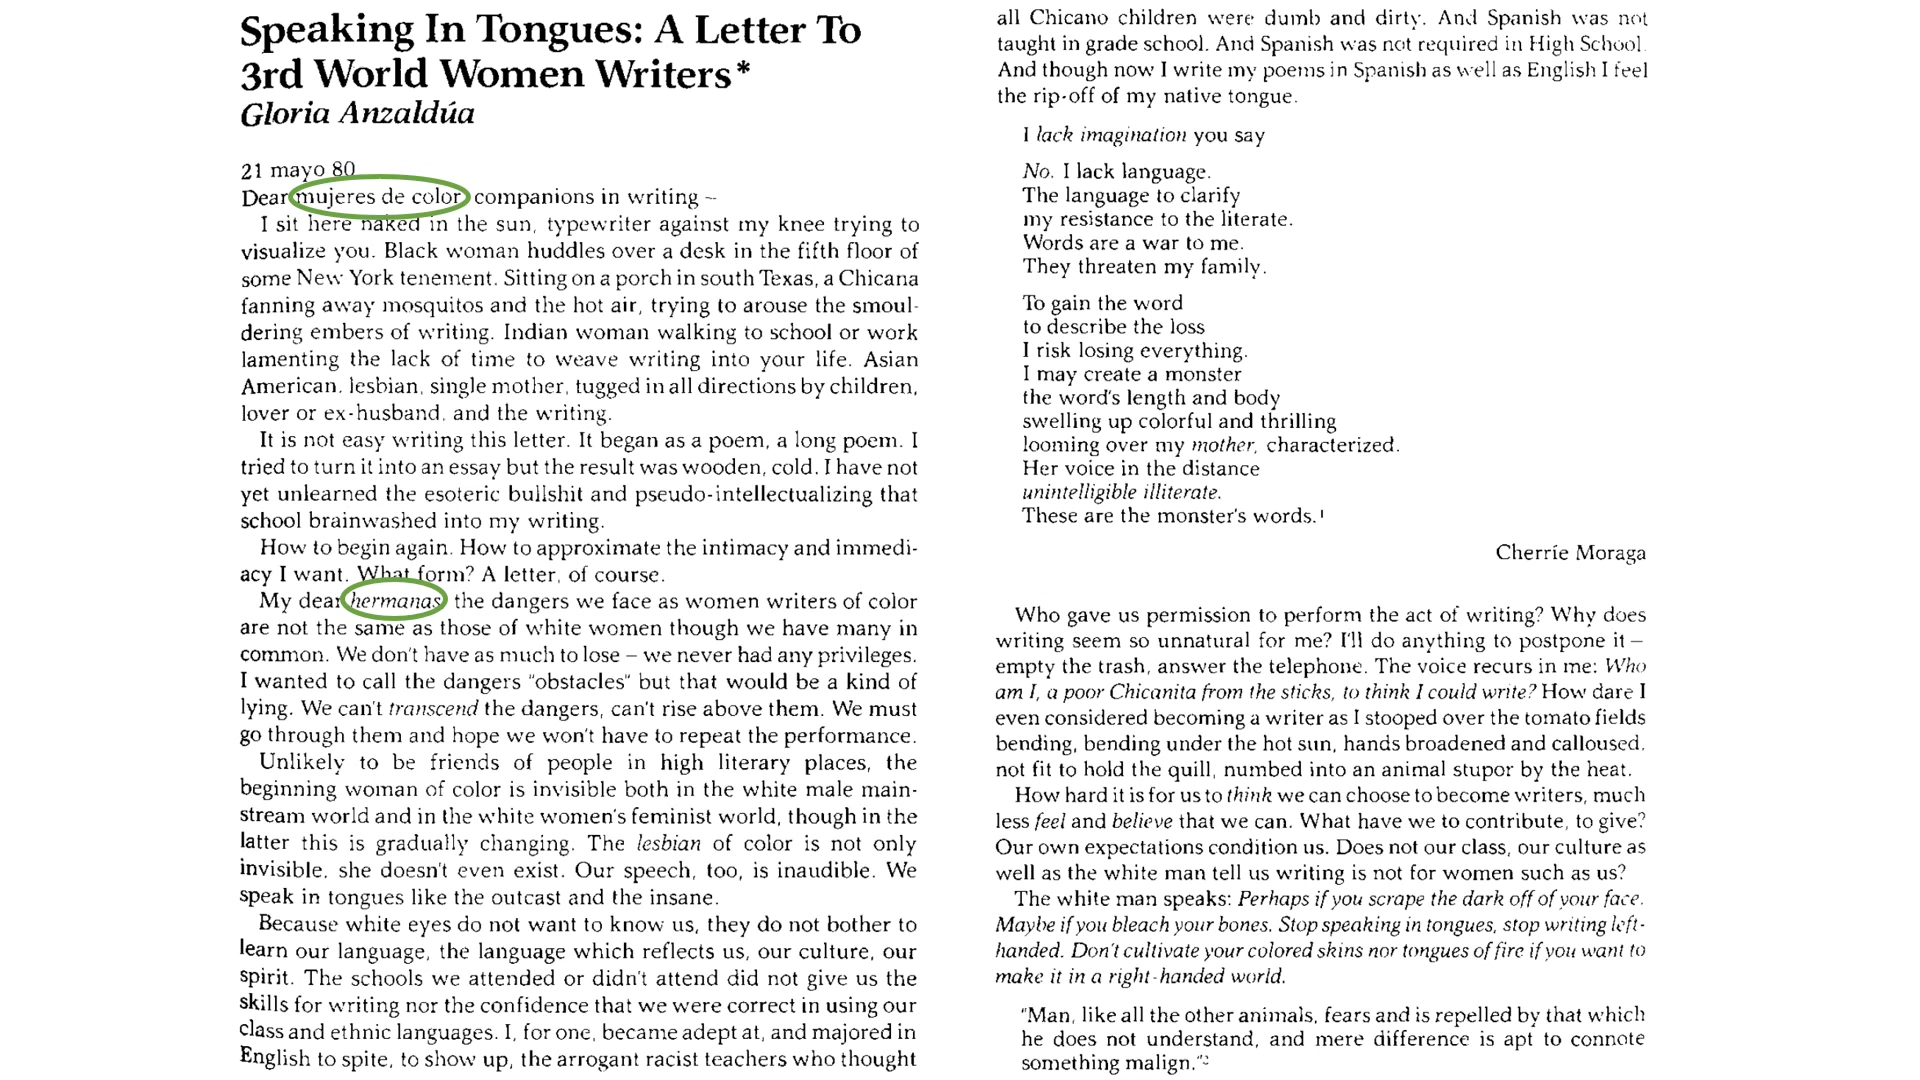 Speaking In Tongues: A Letter To
3rd World Women Writers*
Gloria Anzaldúa
21 mayo 80
Dear mujeres de color, companions in writing –
I sit here naked in the sun, typewriter against my knee trying to
visualize you. Black woman huddles over a desk in the fifth floor of
some New York tenement. Sitting on a porch in south Texas, a Chicana
fanning away mosquitos and the hot air, trying to arouse the smoul-
dering embers of writing. Indian woman walking to school or work
lamenting the lack of time to weave writing into your life. Asian
American, lesbian, single mother, tugged in all directions by children,
lover or ex-husband, and the writing.
It is not easy writing this letter. It began as a poem, a long poem. I
tried to turn it into an essay but the result was wooden, cold. I have not
yet unlearned the esoteric bullshit and pseudo-intellectualizing that
school brainwashed into my writing.
How to begin again. How to approximate the intimacy and immedi-
acy I want. What form? A letter, of course.
My dear hermanas, the dangers we face as women writers of color
are not the same as those of white women though we have many in
common. We don't have as much to lose – we never had any privileges.
I wanted to call the dangers "obstacles" but that would be a kind of
lying. We can't transcend the dangers, can't rise above them. We must
go through them and hope we won't have to repeat the performance.
Unlikely to be friends of people in high literary places, the
beginning woman of color is invisible both in the white male main-
stream world and in the white women's feminist world, though in the
latter this is gradually changing. The lesbian of color is not only
invisible, she doesn't even exist. Our speech, too, is inaudible. We
speak in tongues like the outcast and the insane.
Because white eyes do not want to know us, they do not bother to
learn our language, the language which reflects us, our culture, our
spirit. The schools we attended or didn't attend did not give us the
skills for writing nor the confidence that we were correct in using our
class and ethnic languages. I, for one, became adept at, and majored in
English to spite, to show up, the arrogant racist teachers who thought
all Chicano children were dumb and dirty. And Spanish was not
taught in grade school. And Spanish was not required in High School.
And though now I write my poems in Spanish as well as English I feel
the rip-off of my native tongue.
I lack imagination you say
No. I lack language.
The language to clarify
my resistance to the literate.
Words are a war to me.
They threaten my family.
To gain the word
to describe the loss
I risk losing everything.
I may create a monster
the word's length and body
swelling up colorful and thrilling
looming over my mother, characterized.
Her voice in the distance
unintelligible illiterate.
These are the monster's words.¹
Cherríe Moraga
Who gave us permission to perform the act of writing? Why does
writing seem so unnatural for me? I'll do anything to postpone it –
empty the trash, answer the telephone. The voice recurs in me: Who
am I, a poor Chicanita from the sticks, to think I could write? How dare I
even considered becoming a writer as I stooped over the tomato fields
bending, bending under the hot sun, hands broadened and calloused,
not fit to hold the quill, numbed into an animal stupor by the heat.
How hard it is for us to think we can choose to become writers, much
less feel and believe that we can. What have we to contribute, to give?
Our own expectations condition us. Does not our class, our culture as
well as the white man tell us writing is not for women such as us?
The white man speaks: Perhaps if you scrape the dark off of your face.
Maybe if you bleach your bones. Stop speaking in tongues, stop writing left-
handed. Don't cultivate your colored skins nor tongues of fire if you want to
make it in a right-handed world.
"Man, like all the other animals, fears and is repelled by that which
he does not understand, and mere difference is apt to connote
something malign."²